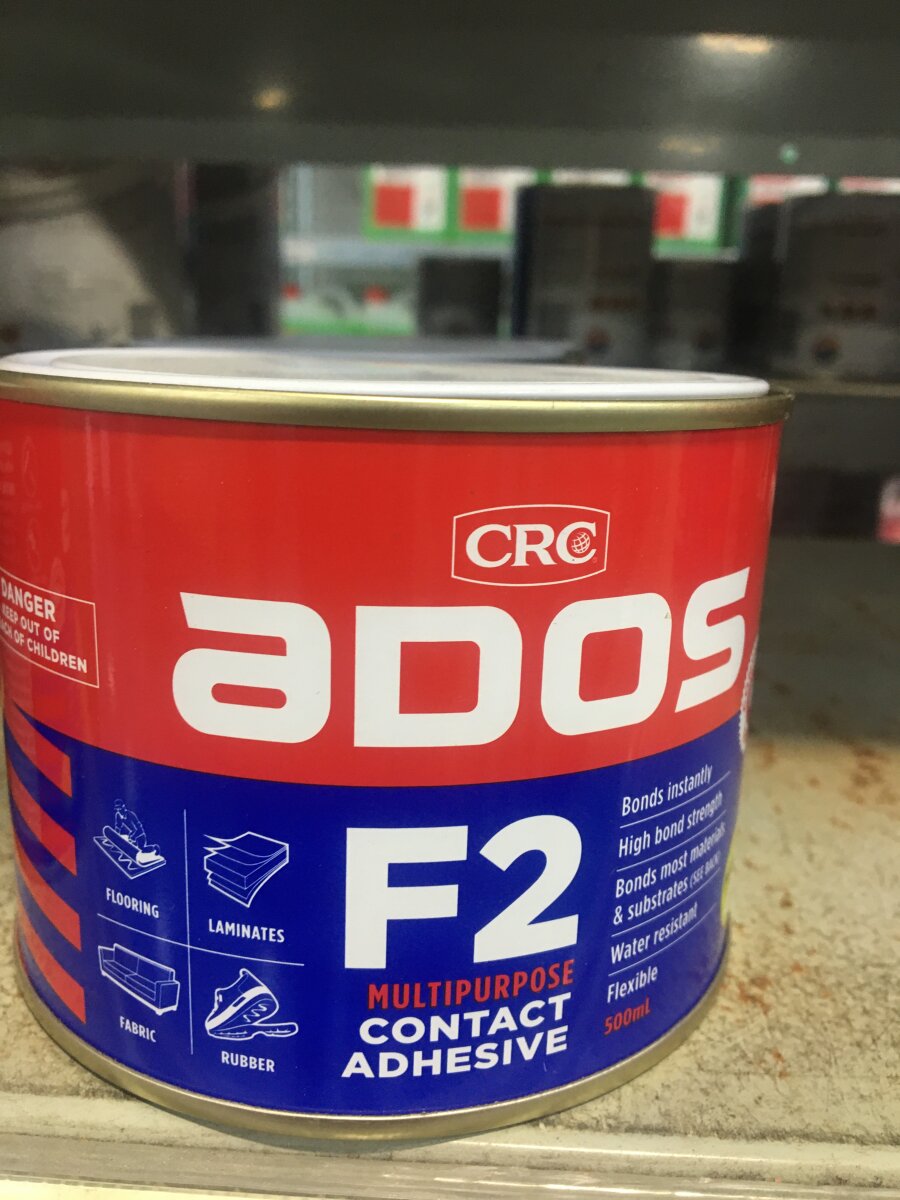 CRC
ADOS
DANGER
KEEP OUT OF
REACH OF CHILDREN
F2
MULTIPURPOSE
CONTACT
ADHESIVE
FLOORING
LAMINATES
FABRIC
RUBBER
Bonds instantly
High bond strength
Bonds most materials
& substrates (SEE BACK)
Water resistant
Flexible
500mL